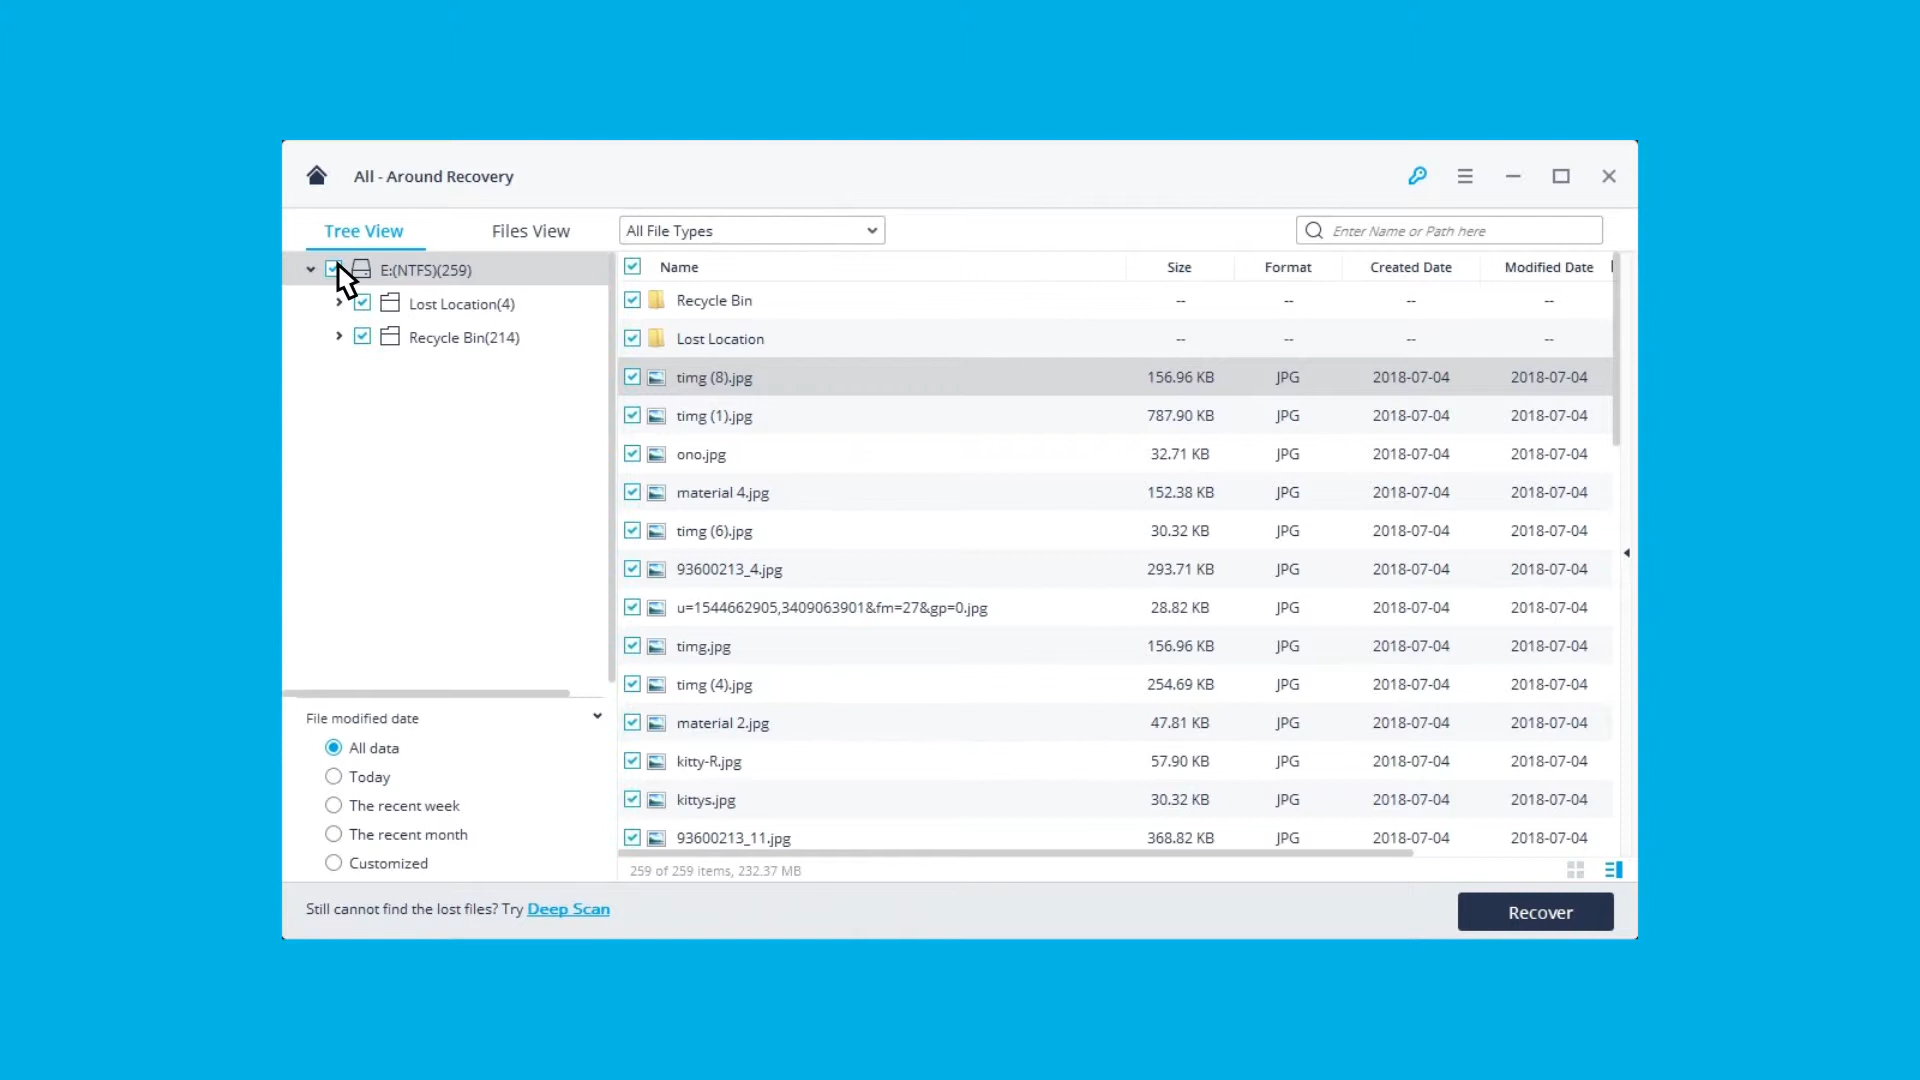 All - Around Recovery
Tree View Files View All File Types Enter Name or Path here
E:(NTFS)(259)
Lost Location(4)
Recycle Bin(214)
Name Size Format Created Date Modified Date
Recycle Bin -- -- -- --
Lost Location -- -- -- --
timg (8).jpg 156.96 KB JPG 2018-07-04 2018-07-04
timg (1).jpg 787.90 KB JPG 2018-07-04 2018-07-04
ono.jpg 32.71 KB JPG 2018-07-04 2018-07-04
material 4.jpg 152.38 KB JPG 2018-07-04 2018-07-04
timg (6).jpg 30.32 KB JPG 2018-07-04 2018-07-04
93600213_4.jpg 293.71 KB JPG 2018-07-04 2018-07-04
u=1544662905,3409063901&fm=27&gp=0.jpg 28.82 KB JPG 2018-07-04 2018-07-04
timg.jpg 156.96 KB JPG 2018-07-04 2018-07-04
timg (4).jpg 254.69 KB JPG 2018-07-04 2018-07-04
material 2.jpg 47.81 KB JPG 2018-07-04 2018-07-04
kitty-R.jpg 57.90 KB JPG 2018-07-04 2018-07-04
kittys.jpg 30.32 KB JPG 2018-07-04 2018-07-04
93600213_11.jpg 368.82 KB JPG 2018-07-04 2018-07-04
File modified date
All data
Today
The recent week
The recent month
Customized
259 of 259 items, 232.37 MB
Still cannot find the lost files? Try Deep Scan
Recover